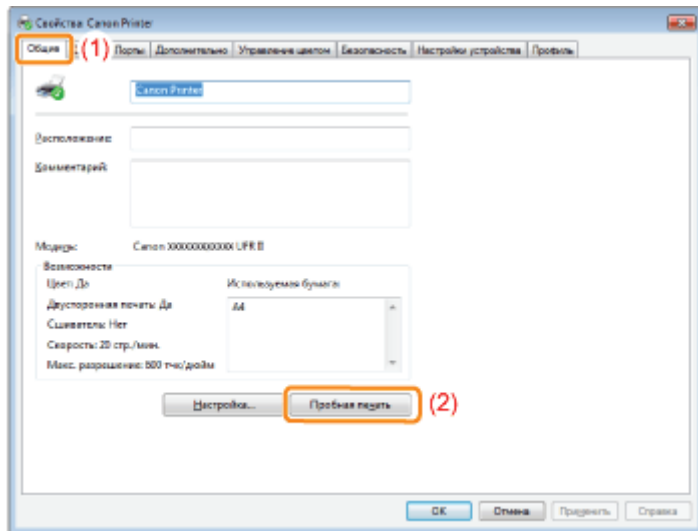 Свойства: Canon Printer
Общие (1) Порты Дополнительно Управление цветом Безопасность Настройки устройства Профиль
Canon Printer
Расположение:
Комментарий:
Модель: Canon XXXXXXXXXXXX UFR II
Возможности
Цвет: Да Используемая бумага:
Двусторонняя печать: Да A4
Сшиватель: Нет
Скорость: 20 стр./мин.
Макс. разрешение: 600 тчк/дюйм
Настройка... Пробная печать (2)
OK Отмена Применить Справка